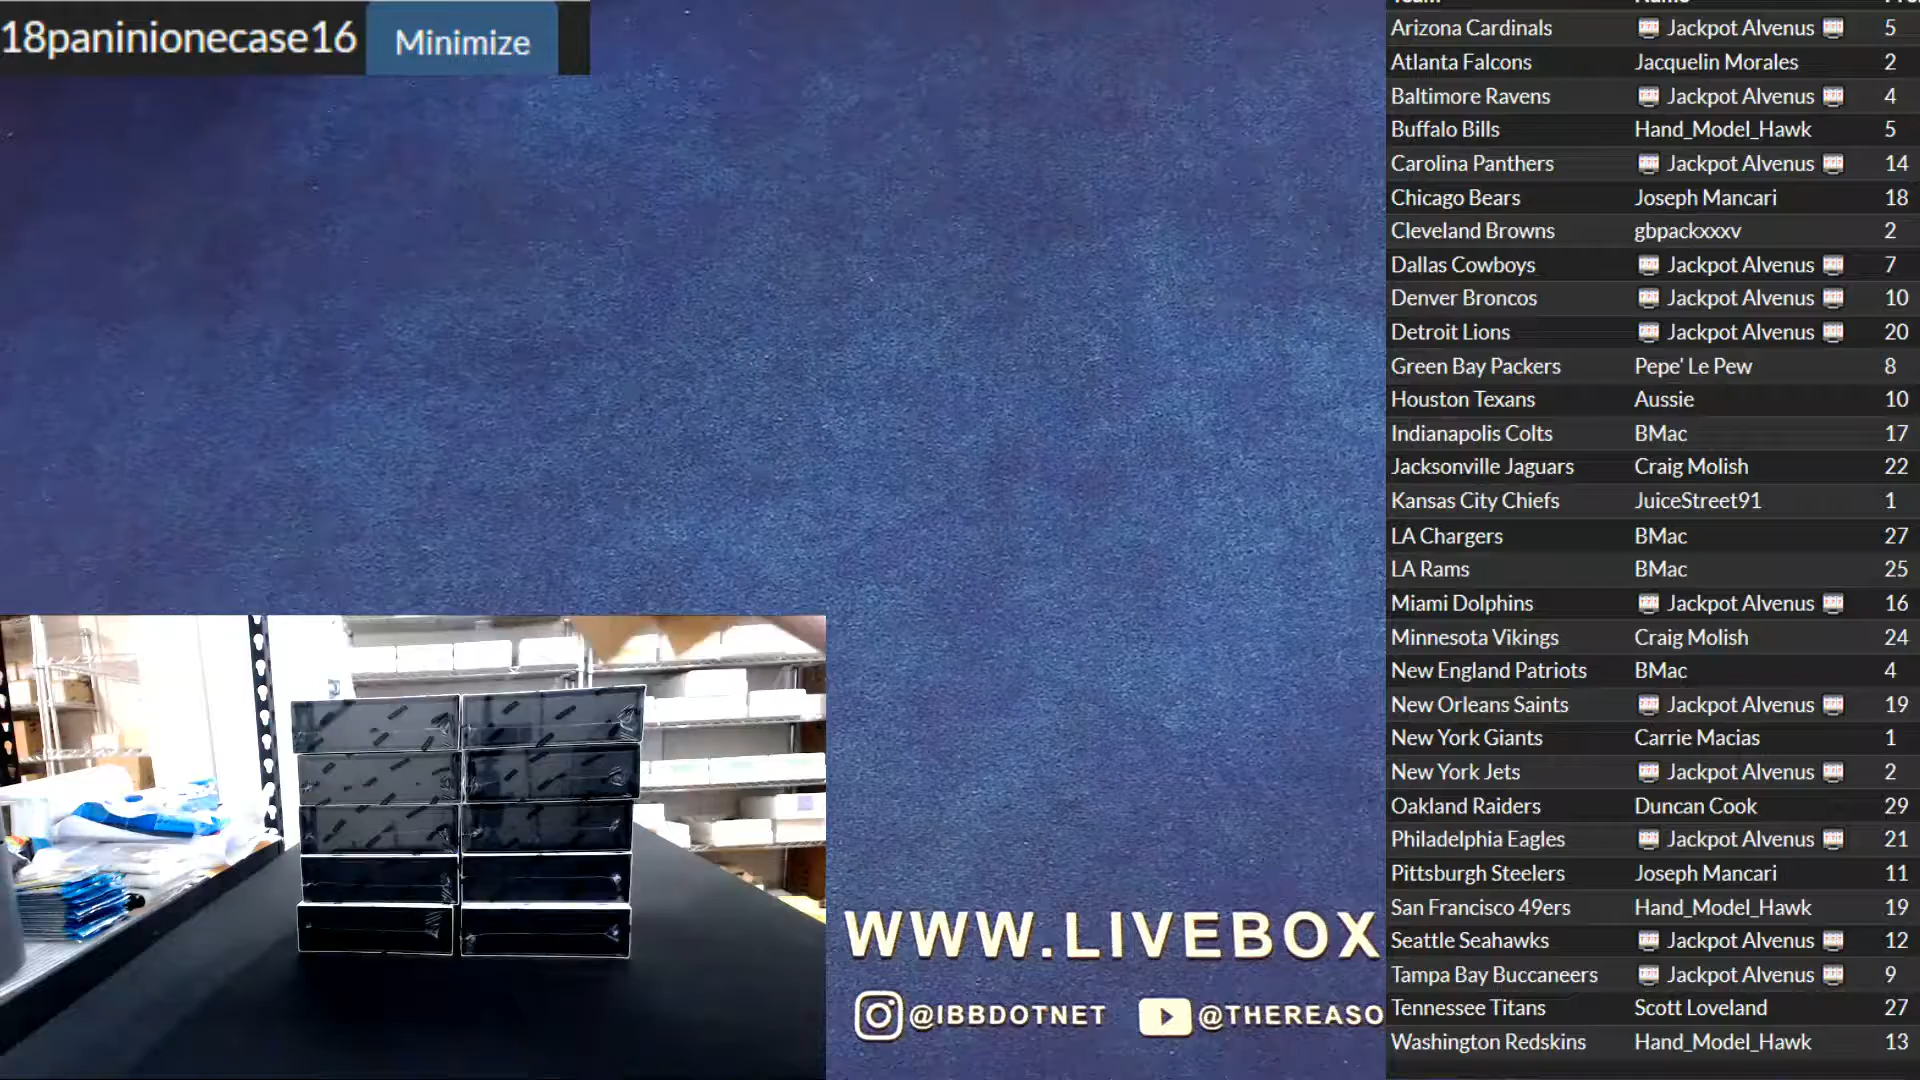 18paninionecase16 Minimize
Arizona Cardinals Jackpot Alvenus 5
Atlanta Falcons Jacquelin Morales 2
Baltimore Ravens Jackpot Alvenus 4
Buffalo Bills Hand_Model_Hawk 5
Carolina Panthers Jackpot Alvenus 14
Chicago Bears Joseph Mancari 18
Cleveland Browns gbpackxxxv 2
Dallas Cowboys Jackpot Alvenus 7
Denver Broncos Jackpot Alvenus 10
Detroit Lions Jackpot Alvenus 20
Green Bay Packers Pepe' Le Pew 8
Houston Texans Aussie 10
Indianapolis Colts BMac 17
Jacksonville Jaguars Craig Molish 22
Kansas City Chiefs JuiceStreet91 1
LA Chargers BMac 27
LA Rams BMac 25
Miami Dolphins Jackpot Alvenus 16
Minnesota Vikings Craig Molish 24
New England Patriots BMac 4
New Orleans Saints Jackpot Alvenus 19
New York Giants Carrie Macias 1
New York Jets Jackpot Alvenus 2
Oakland Raiders Duncan Cook 29
Philadelphia Eagles Jackpot Alvenus 21
Pittsburgh Steelers Joseph Mancari 11
San Francisco 49ers Hand_Model_Hawk 19
Seattle Seahawks Jackpot Alvenus 12
Tampa Bay Buccaneers Jackpot Alvenus 9
Tennessee Titans Scott Loveland 27
Washington Redskins Hand_Model_Hawk 13
WWW.LIVEBOX
@IBBDOTNET @THEREASO